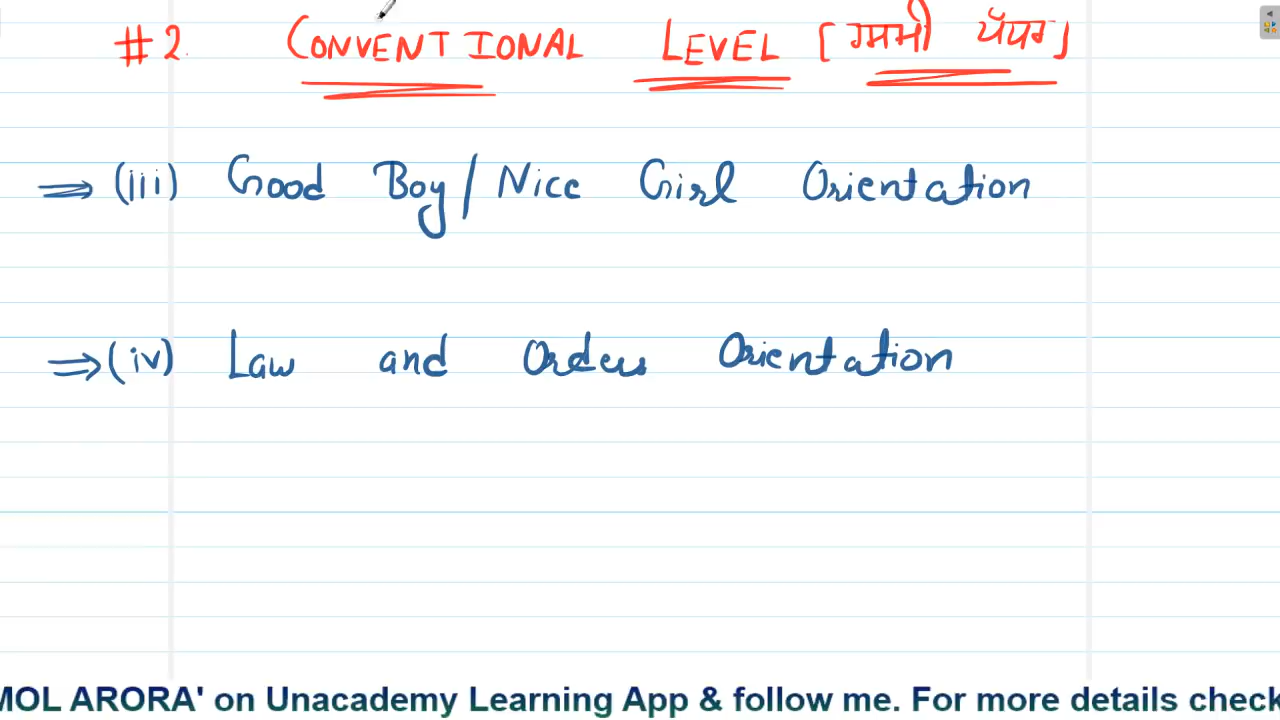 #2. CONVENTIONAL LEVEL [ ]
⇒ (iii) Good Boy/Nice Girl Orientation
⇒ (iv) Law and Orders Orientation
MOL ARORA' on Unacademy Learning App & follow me. For more details check